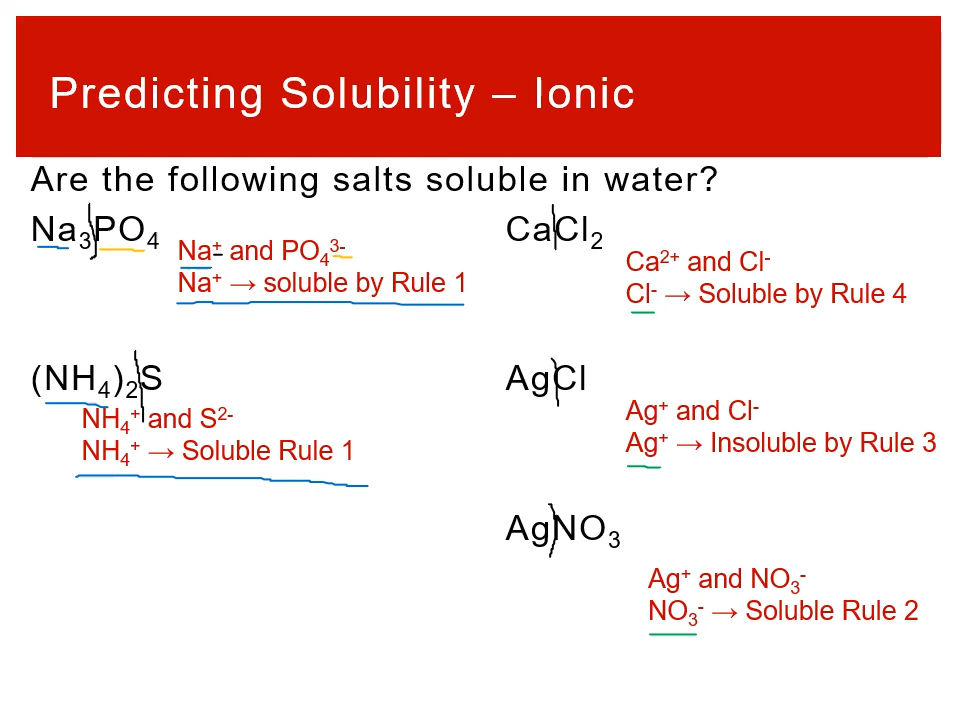 Predicting Solubility – Ionic
Are the following salts soluble in water?
Na₃PO₄
Na⁺ and PO₄³⁻
Na⁺ → soluble by Rule 1
(NH₄)₂S
NH₄⁺ and S²⁻
NH₄⁺ → Soluble Rule 1
CaCl₂
Ca²⁺ and Cl⁻
Cl⁻ → Soluble by Rule 4
AgCl
Ag⁺ and Cl⁻
Ag⁺ → Insoluble by Rule 3
AgNO₃
Ag⁺ and NO₃⁻
NO₃⁻ → Soluble Rule 2